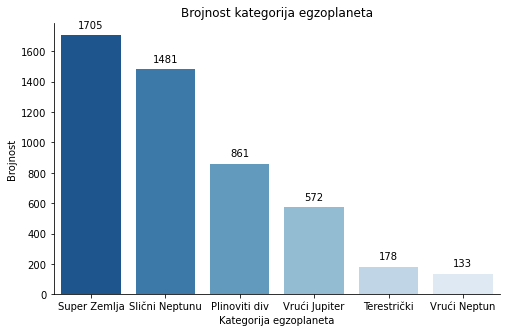 Brojnost kategorija egzoplaneta
1705
1481
861
572
178
133
1600
1400
1200
1000
800
600
400
200
0
Brojnost
Super Zemlja
Slični Neptunu
Plinoviti div
Vrući Jupiter
Terestrički
Vrući Neptun
Kategorija egzoplaneta